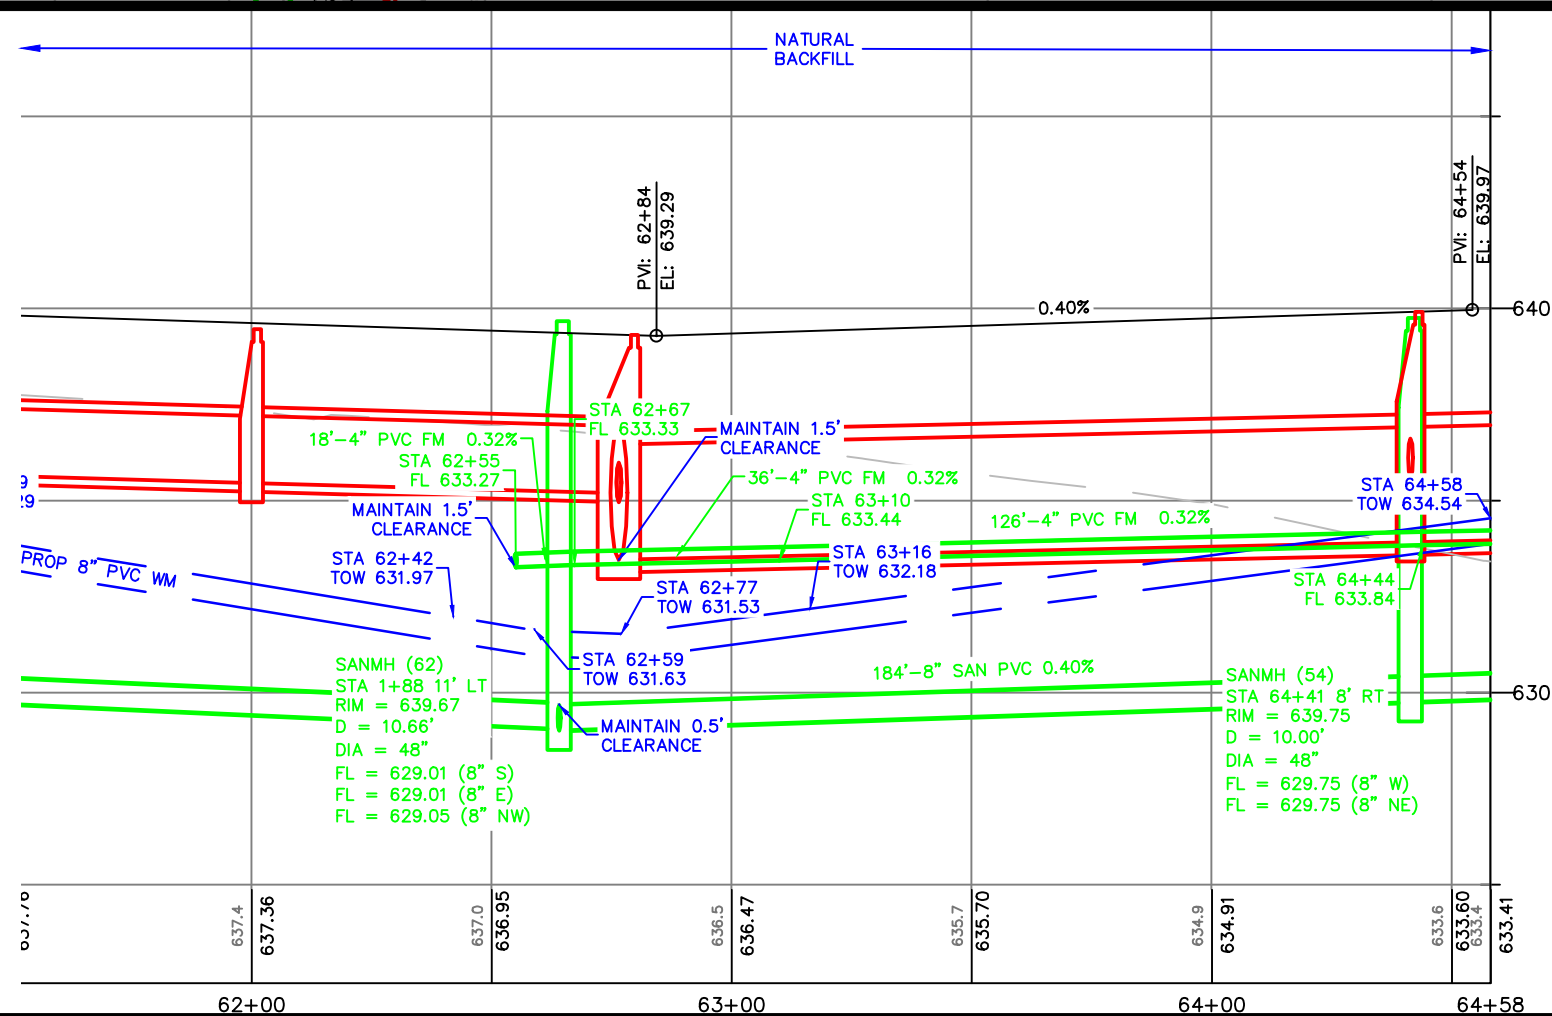 NATURAL
BACKFILL
PVI: 62+84
EL: 639.29
PVI: 64+54
EL: 639.97
0.40%
640
STA 62+67
FL 633.33
18'-4" PVC FM 0.32%
STA 62+55
FL 633.27
MAINTAIN 1.5'
CLEARANCE
MAINTAIN 1.5'
CLEARANCE
36'-4" PVC FM 0.32%
STA 63+10
FL 633.44
126'-4" PVC FM 0.32%
STA 64+58
TOW 634.54
9
29
PROP 8" PVC WM
STA 62+42
TOW 631.97
STA 63+16
TOW 632.18
STA 62+77
TOW 631.53
STA 64+44
FL 633.84
STA 62+59
TOW 631.63
184'-8" SAN PVC 0.40%
630
SANMH (62)
STA 1+88 11' LT
RIM = 639.67
D = 10.66'
DIA = 48"
FL = 629.01 (8" S)
FL = 629.01 (8" E)
FL = 629.05 (8" NW)
MAINTAIN 0.5'
CLEARANCE
SANMH (54)
STA 64+41 8' RT
RIM = 639.75
D = 10.00'
DIA = 48"
FL = 629.75 (8" W)
FL = 629.75 (8" NE)
637.76
637.4
637.36
637.0
636.95
636.5
636.47
635.7
635.70
634.9
634.91
633.6
633.60
633.4
633.41
62+00
63+00
64+00
64+58